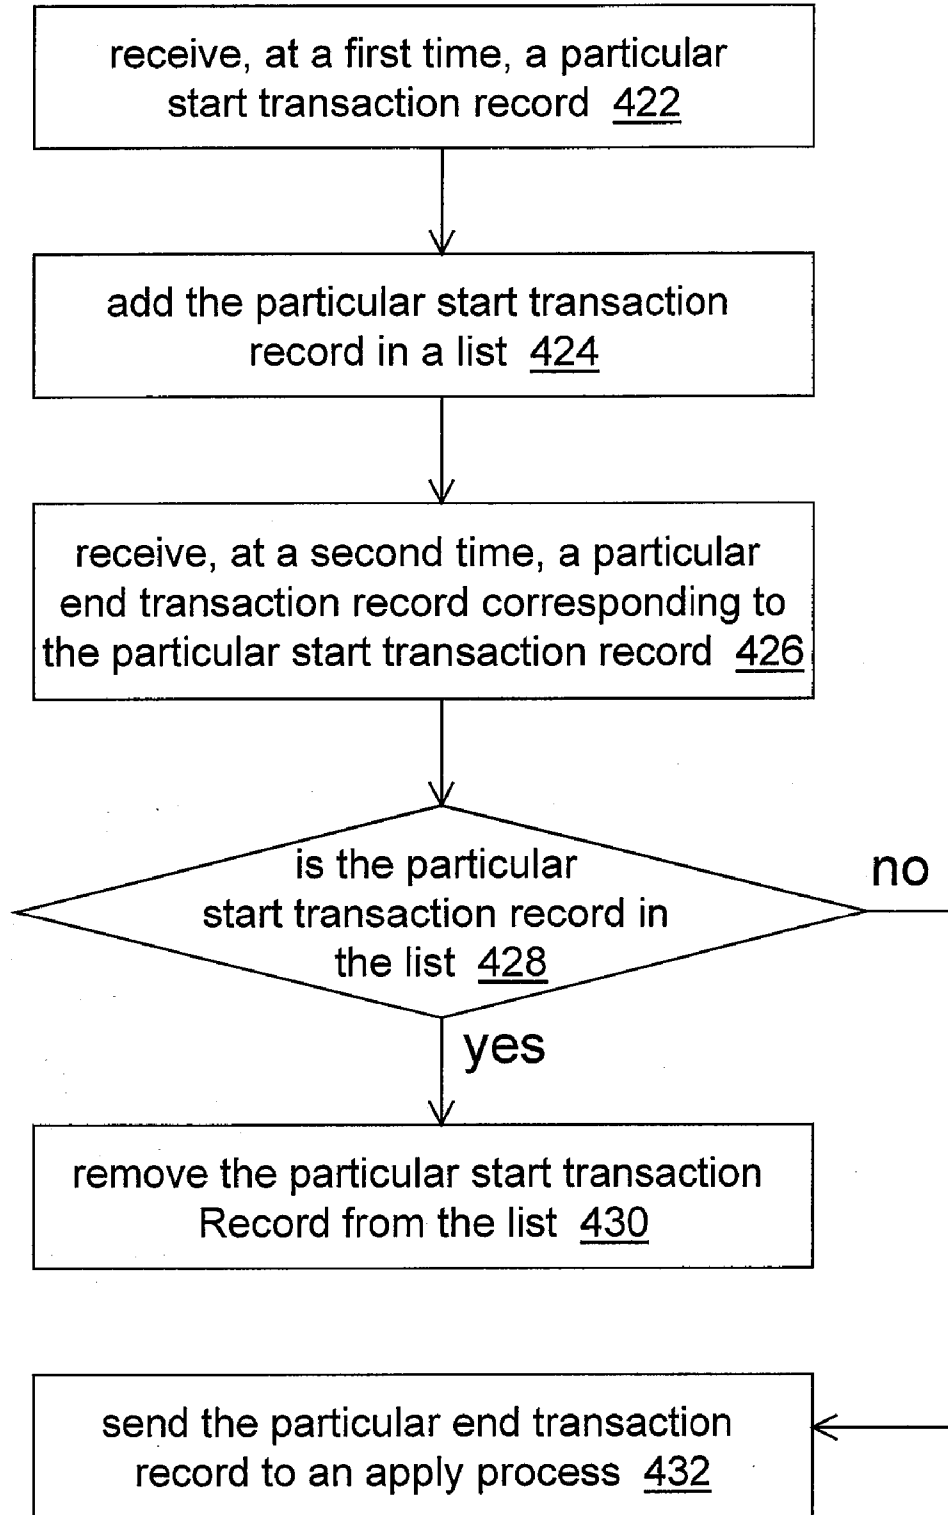 receive, at a first time, a particular
start transaction record 422
add the particular start transaction
record in a list 424
receive, at a second time, a particular
end transaction record corresponding to
the particular start transaction record 426
is the particular
start transaction record in
the list 428
no
yes
remove the particular start transaction
Record from the list 430
send the particular end transaction
record to an apply process 432